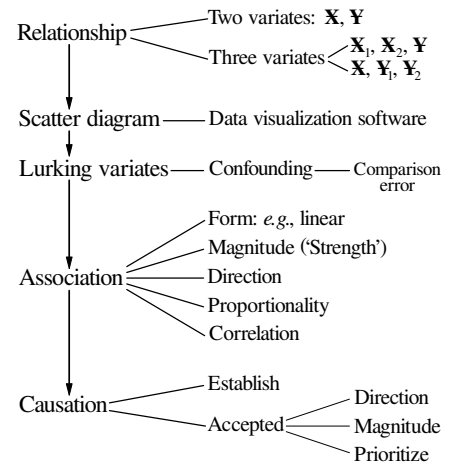 Relationship
Two variates: X, Y
Three variates
X₁, X₂, Y
X, Y₁, Y₂
Scatter diagram
Data visualization software
Lurking variates
Confounding
Comparison
error
Association
Form: e.g., linear
Magnitude (‘Strength’)
Direction
Proportionality
Correlation
Causation
Establish
Accepted
Direction
Magnitude
Prioritize